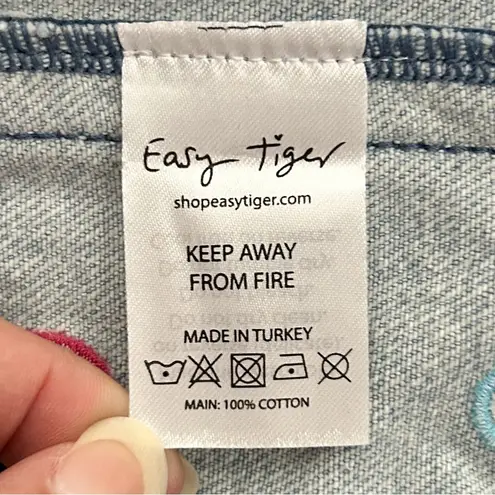 Easy Tiger
shopeasytiger.com
KEEP AWAY
FROM FIRE
MADE IN TURKEY
MAIN: 100% COTTON